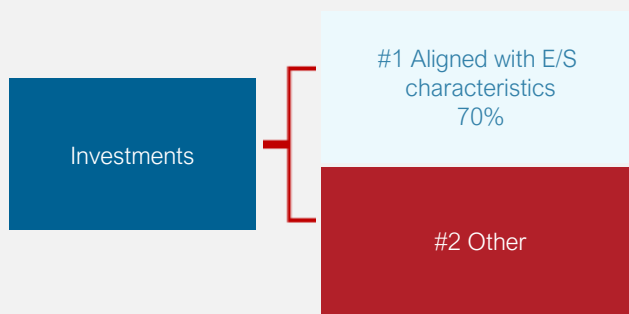 #1 Aligned with E/S
characteristics
70%
Investments
#2 Other